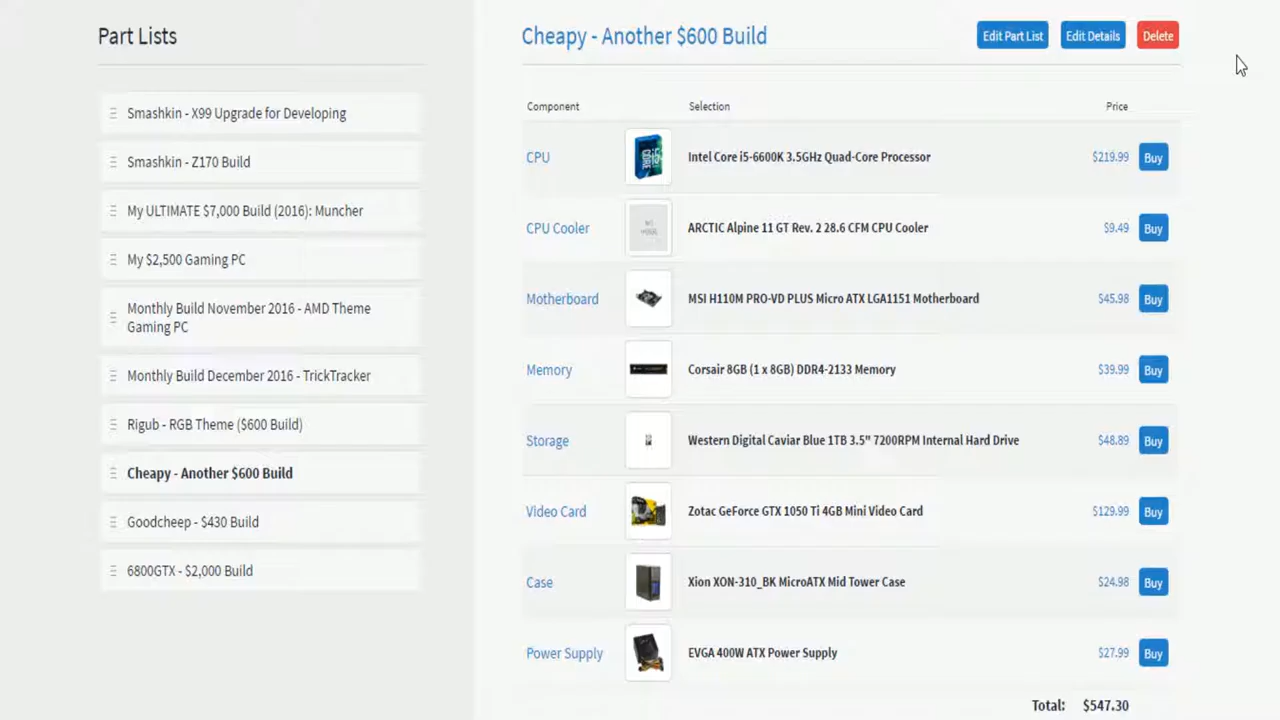 Part Lists
Smashkin - X99 Upgrade for Developing
Smashkin - Z170 Build
My ULTIMATE $7,000 Build (2016): Muncher
My $2,500 Gaming PC
Monthly Build November 2016 - AMD Theme
Gaming PC
Monthly Build December 2016 - TrickTracker
Rigub - RGB Theme ($600 Build)
Cheapy - Another $600 Build
Goodcheep - $430 Build
6800GTX - $2,000 Build
Cheapy - Another $600 Build
Edit Part List Edit Details Delete
Component Selection Price
CPU Intel Core i5-6600K 3.5GHz Quad-Core Processor $219.99 Buy
CPU Cooler ARCTIC Alpine 11 GT Rev. 2 28.6 CFM CPU Cooler $9.49 Buy
Motherboard MSI H110M PRO-VD PLUS Micro ATX LGA1151 Motherboard $45.98 Buy
Memory Corsair 8GB (1 x 8GB) DDR4-2133 Memory $39.99 Buy
Storage Western Digital Caviar Blue 1TB 3.5" 7200RPM Internal Hard Drive $48.89 Buy
Video Card Zotac GeForce GTX 1050 Ti 4GB Mini Video Card $129.99 Buy
Case Xion XON-310_BK MicroATX Mid Tower Case $24.98 Buy
Power Supply EVGA 400W ATX Power Supply $27.99 Buy
Total: $547.30